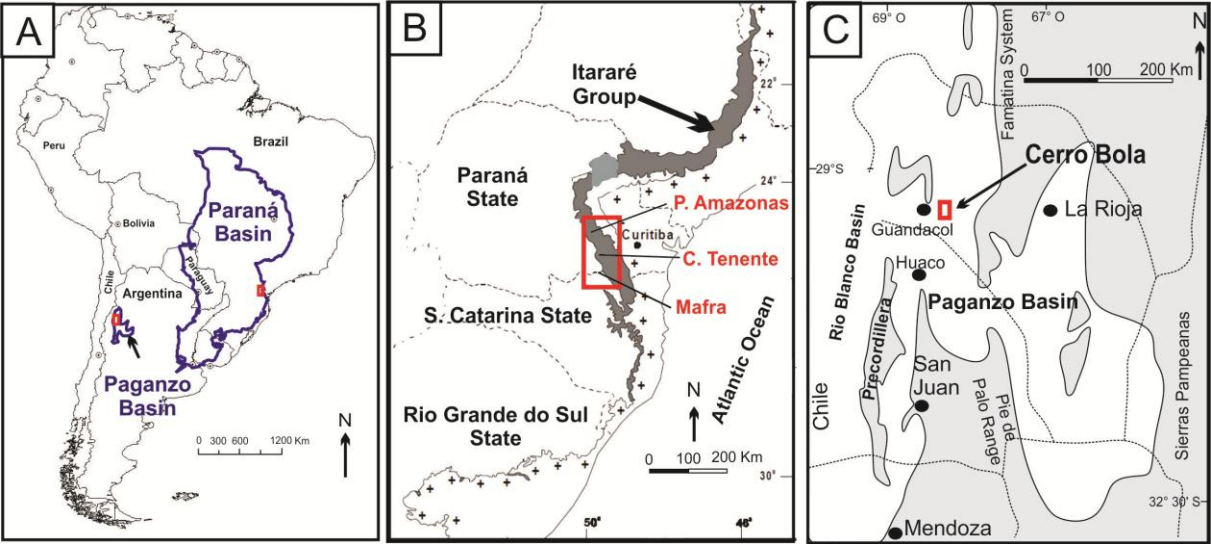 A
Peru
Brazil
Bolivia
Paraná
Basin
Paraguay
Chile
Argentina
Paganzo
Basin
N
0 300 600 1200 Km
B
Itararé
Group
22°
Paraná
State
24°
P. Amazonas
Curitiba
C. Tenente
Mafra
S. Catarina State
Atlantic Ocean
N
Rio Grande do Sul
State
0 100 200 Km
30°
50°
46°
C
69° O
67° O
N
Famatina System
0 100 200 Km
29°S
Cerro Bola
La Rioja
Guandacol
Rio Blanco Basin
Huaco
Paganzo Basin
Precordillera
San
Juan
Pie de
Palo Range
Chile
Sierras Pampeanas
32° 30' S
Mendoza